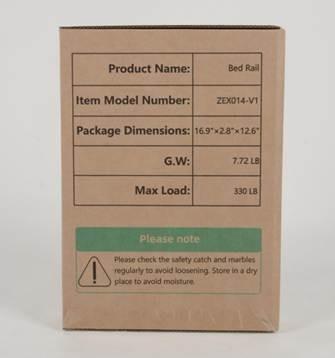 Product Name: Bed Rail
Item Model Number: ZEX014-V1
Package Dimensions: 16.9"×2.8"×12.6"
G.W: 7.72 LB
Max Load: 330 LB
Please note
Please check the safety catch and marbles
regularly to avoid loosening. Store in a dry
place to avoid moisture.